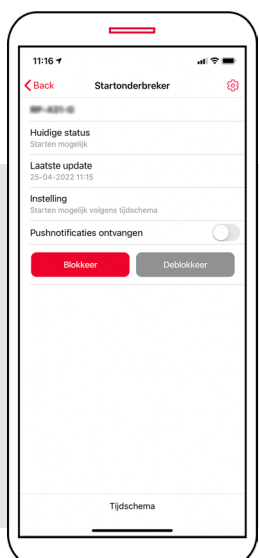 11:16
Back
Startonderbreker
Huidige status
Starten mogelijk
Laatste update
25-04-2022 11:15
Instelling
Starten mogelijk volgens tijdschema
Pushnotificaties ontvangen
Blokkeer
Deblokkeer
Tijdschema